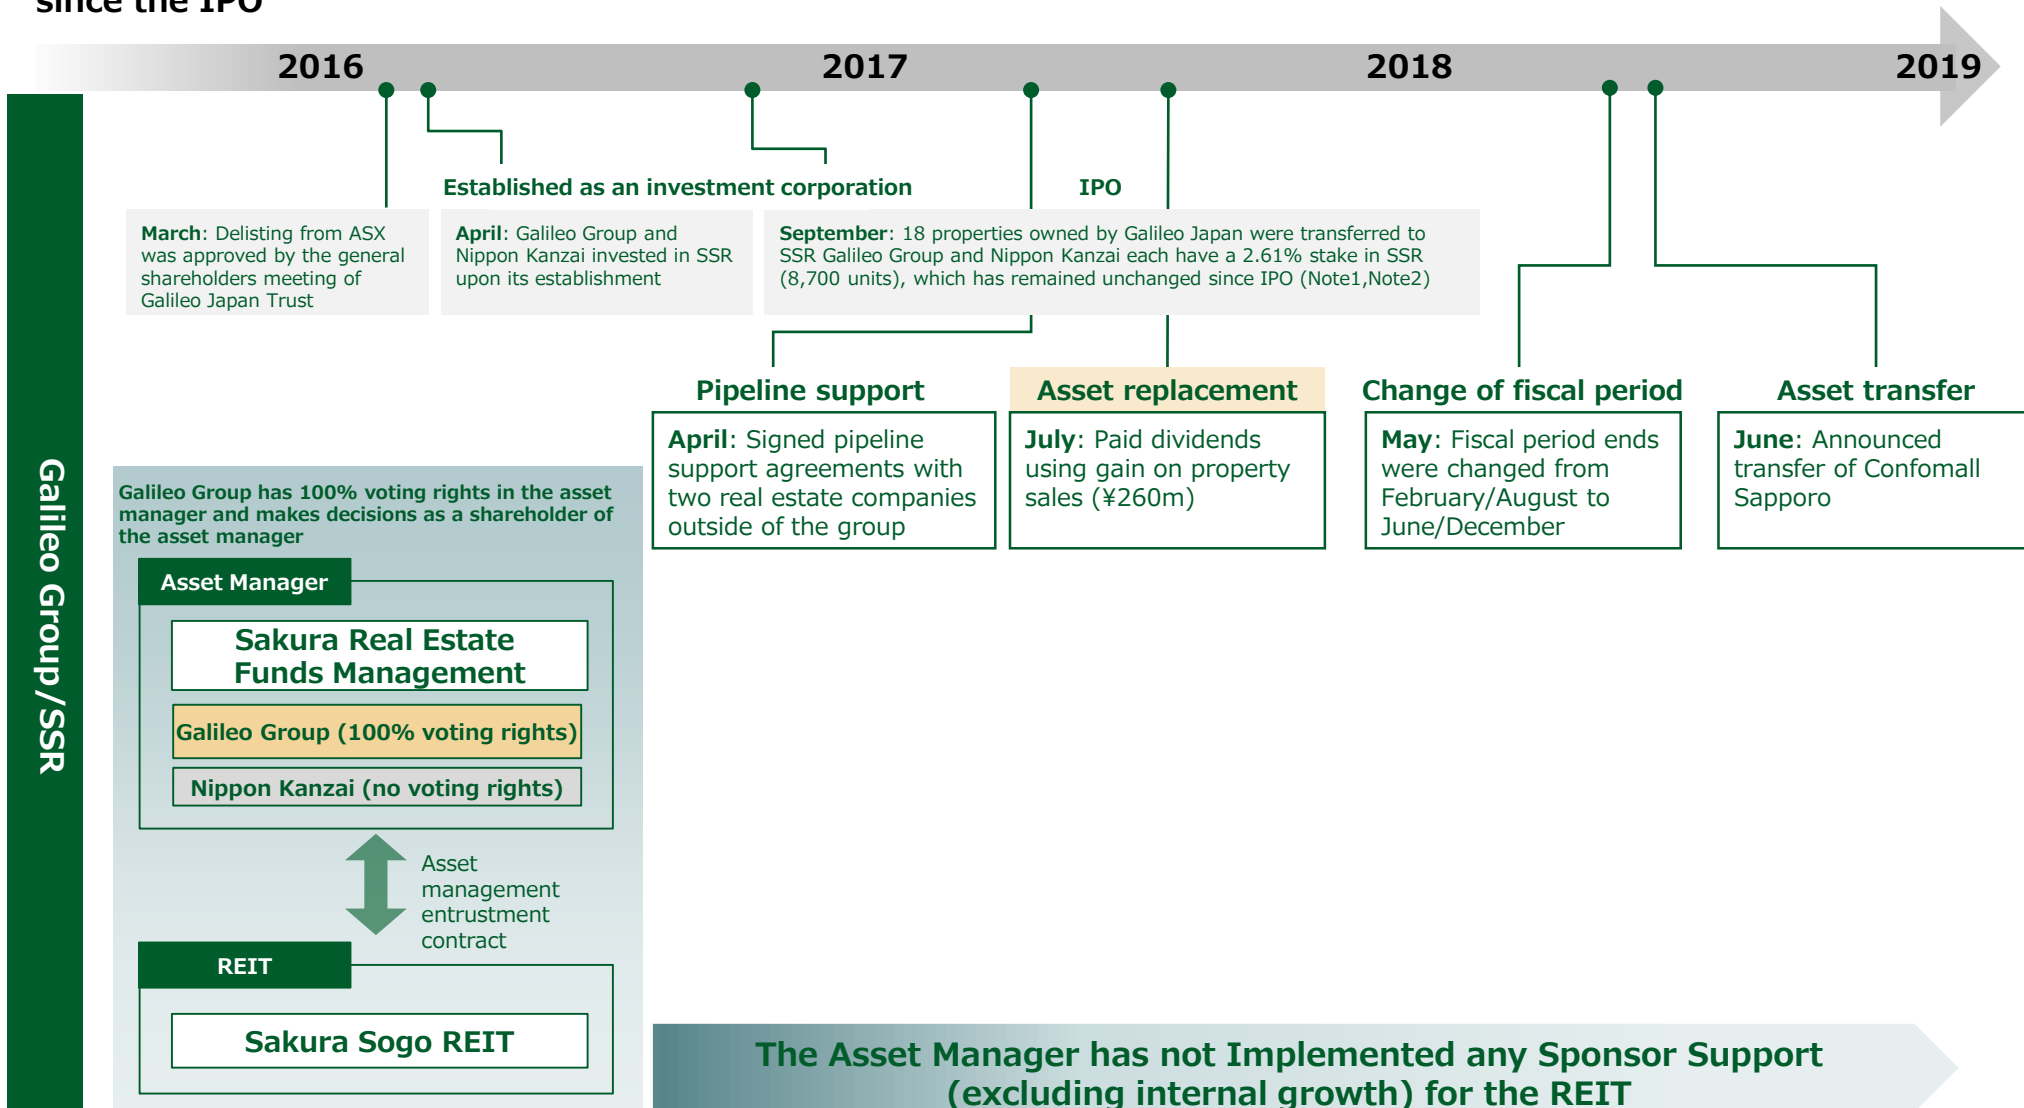 since the IPO
2016
2017
2018
2019
Established as an investment corporation
IPO
March: Delisting from ASX
was approved by the general
shareholders meeting of
Galileo Japan Trust
April: Galileo Group and
Nippon Kanzai invested in SSR
upon its establishment
September: 18 properties owned by Galileo Japan were transferred to
SSR Galileo Group and Nippon Kanzai each have a 2.61% stake in SSR
(8,700 units), which has remained unchanged since IPO (Note1,Note2)
Pipeline support
April: Signed pipeline
support agreements with
two real estate companies
outside of the group
Asset replacement
July: Paid dividends
using gain on property
sales (¥260m)
Change of fiscal period
May: Fiscal period ends
were changed from
February/August to
June/December
Asset transfer
June: Announced
transfer of Confomall
Sapporo
Galileo Group/SSR
Galileo Group has 100% voting rights in the asset
manager and makes decisions as a shareholder of
the asset manager
Asset Manager
Sakura Real Estate
Funds Management
Galileo Group (100% voting rights)
Nippon Kanzai (no voting rights)
Asset
management
entrustment
contract
REIT
Sakura Sogo REIT
The Asset Manager has not Implemented any Sponsor Support
(excluding internal growth) for the REIT